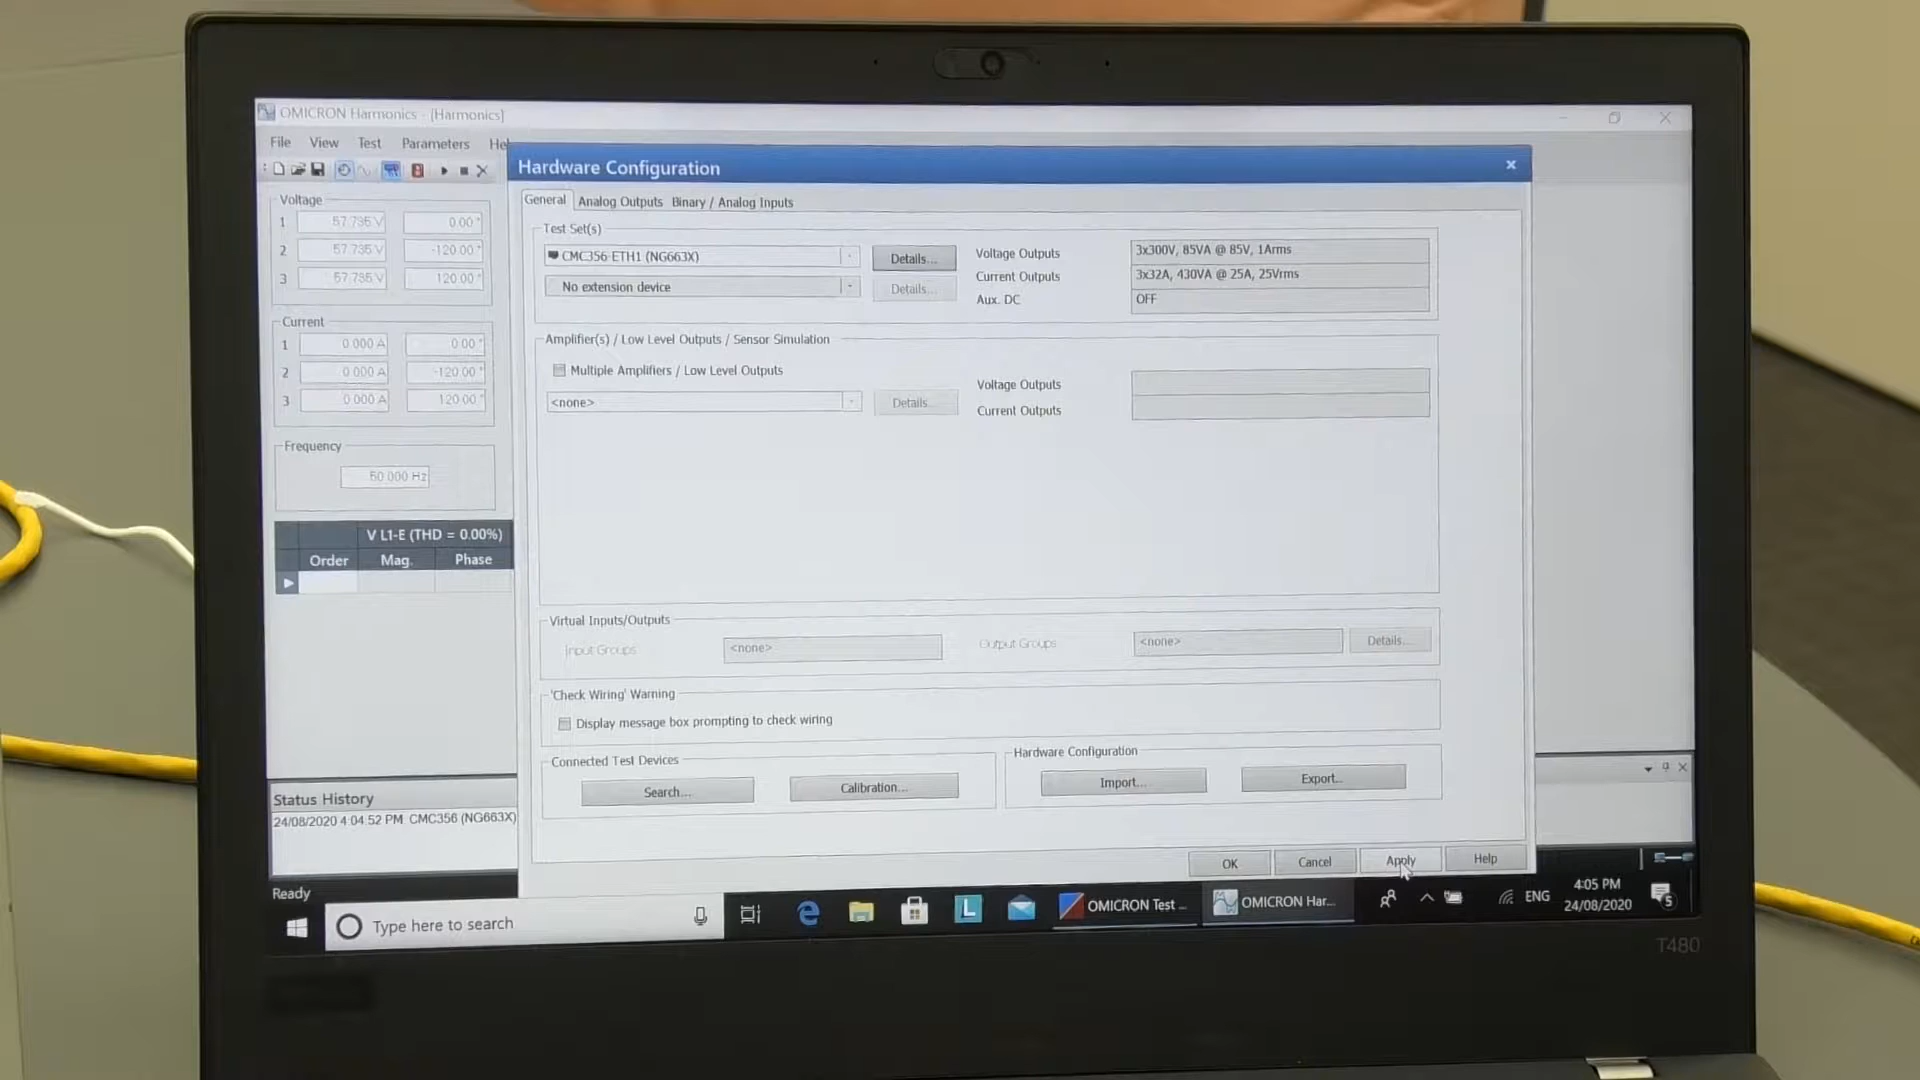 OMICRON Harmonics - [Harmonics]
File View Test Parameters Hel
Hardware Configuration
General Analog Outputs Binary / Analog Inputs
Voltage
1 57.735 V 0.00 °
2 57.735 V -120.00 °
3 57.735 V 120.00 °
Current
1 0.000 A 0.00 °
2 0.000 A -120.00 °
3 0.000 A 120.00 °
Frequency
50.000 Hz
V L1-E (THD = 0.00%)
Order Mag. Phase
Test Set(s)
CMC356 ETH1 (NG663X) Details...
No extension device Details...
Voltage Outputs 3x300V, 85VA @ 85V, 1Arms
Current Outputs 3x32A, 430VA @ 25A, 25Vrms
Aux. DC OFF
Amplifier(s) / Low Level Outputs / Sensor Simulation
Multiple Amplifiers / Low Level Outputs
<none> Details...
Voltage Outputs
Current Outputs
Virtual Inputs/Outputs
Input Groups <none> Output Groups <none> Details...
'Check Wiring' Warning
Display message box prompting to check wiring
Connected Test Devices
Search... Calibration...
Hardware Configuration
Import... Export...
OK Cancel Apply Help
Status History
24/08/2020 4:04:52 PM CMC356 (NG663X)
Ready
Type here to search
L
OMICRON Test ...
OMICRON Har...
ENG
4:05 PM
24/08/2020
5
T480